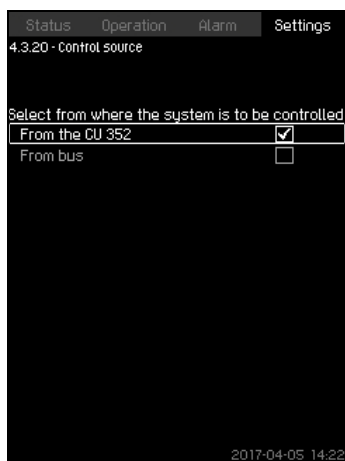 Status Operation Alarm Settings
4.3.20 - Control source
Select from where the system is to be controlled
From the CU 352
From bus
2017-04-05 14:22